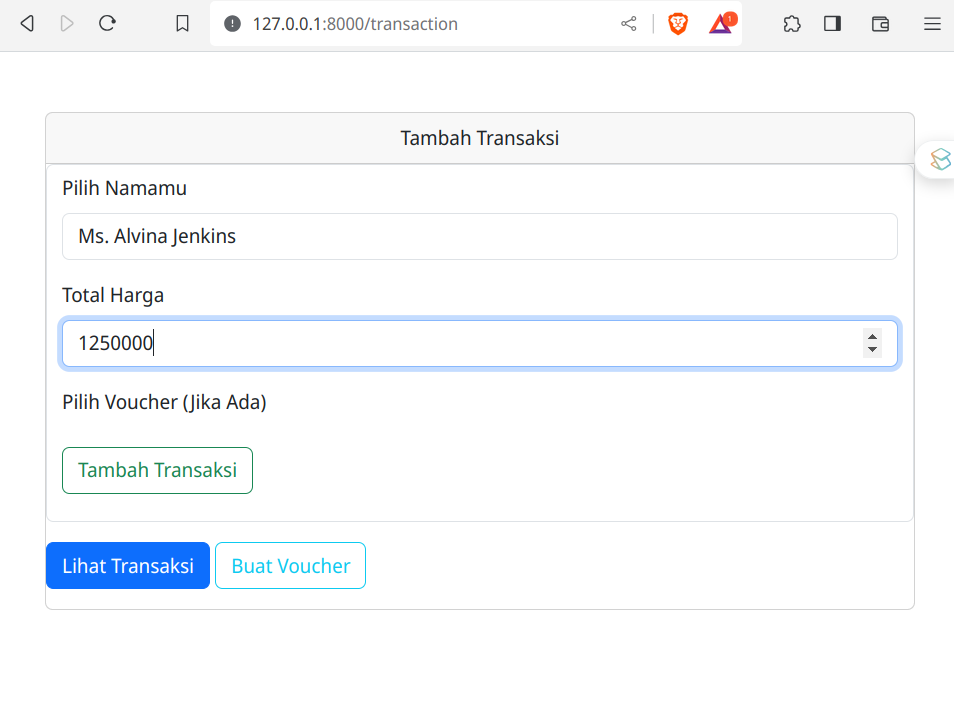 127.0.0.1:8000/transaction
1
Tambah Transaksi
Pilih Namamu
Ms. Alvina Jenkins
Total Harga
1250000
Pilih Voucher (Jika Ada)
Tambah Transaksi
Lihat Transaksi Buat Voucher